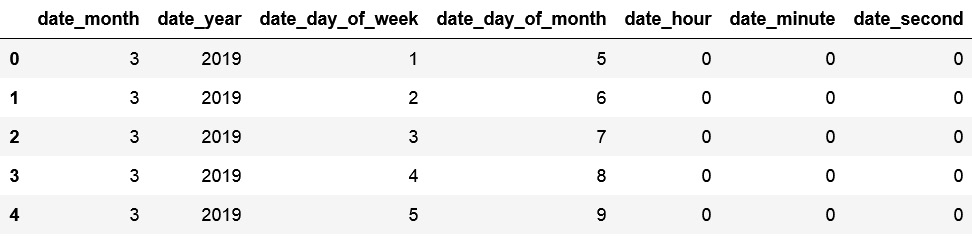 date_month date_year date_day_of_week date_day_of_month date_hour date_minute date_second
0 3 2019 1 5 0 0 0
1 3 2019 2 6 0 0 0
2 3 2019 3 7 0 0 0
3 3 2019 4 8 0 0 0
4 3 2019 5 9 0 0 0